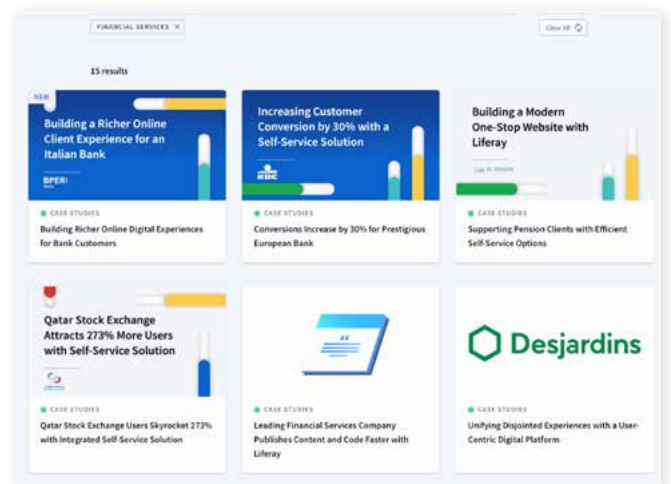 FINANCIAL SERVICES ×
Clear All
15 results
NEW
Building a Richer Online
Client Experience for an
Italian Bank
BPER:
CASE STUDIES
Building Richer Online Digital Experiences
for Bank Customers
Increasing Customer
Conversion by 30% with a
Self-Service Solution
KBC
CASE STUDIES
Conversions Increase by 30% for Prestigious
European Bank
Building a Modern
One-Stop Website with
Liferay
CASE STUDIES
Supporting Pension Clients with Efficient
Self-Service Options
Qatar Stock Exchange
Attracts 273% More Users
with Self-Service Solution
CASE STUDIES
Qatar Stock Exchange Users Skyrocket 273%
with Integrated Self-Service Solution
“
CASE STUDIES
Leading Financial Services Company
Publishes Content and Code Faster with
Liferay
Desjardins
CASE STUDIES
Unifying Disjointed Experiences with a User-
Centric Digital Platform